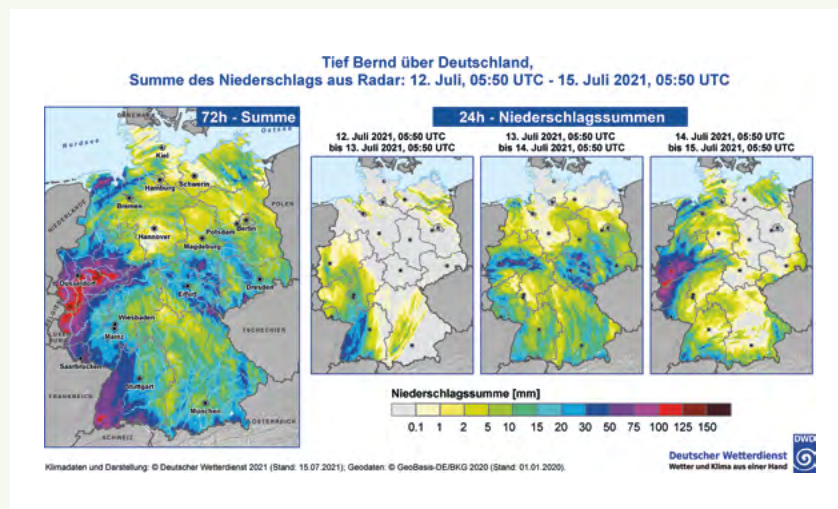 Tief Bernd über Deutschland,
Summe des Niederschlags aus Radar: 12. Juli, 05:50 UTC - 15. Juli 2021, 05:50 UTC
72h - Summe
24h - Niederschlagssummen
12. Juli 2021, 05:50 UTC
bis 13. Juli 2021, 05:50 UTC
13. Juli 2021, 05:50 UTC
bis 14. Juli 2021, 05:50 UTC
14. Juli 2021, 05:50 UTC
bis 15. Juli 2021, 05:50 UTC
Nordsee
Ostsee
Kiel
Hamburg
Schwerin
Bremen
NIEDERLANDE
POLEN
Hannover
Potsdam
Berlin
Magdeburg
Düsseldorf
Erfurt
Dresden
Wiesbaden
Mainz
TSCHECHIEN
Saarbrücken
Stuttgart
FRANKREICH
München
ÖSTERREICH
SCHWEIZ
Niederschlagssumme [mm]
0.1 1 2 5 10 15 20 30 50 75 100 125 150
DWD
Deutscher Wetterdienst
Wetter und Klima aus einer Hand
Klimadaten und Darstellung: © Deutscher Wetterdienst 2021 (Stand: 15.07.2021); Geodaten: © GeoBasis-DE/BKG 2020 (Stand: 01.01.2020).